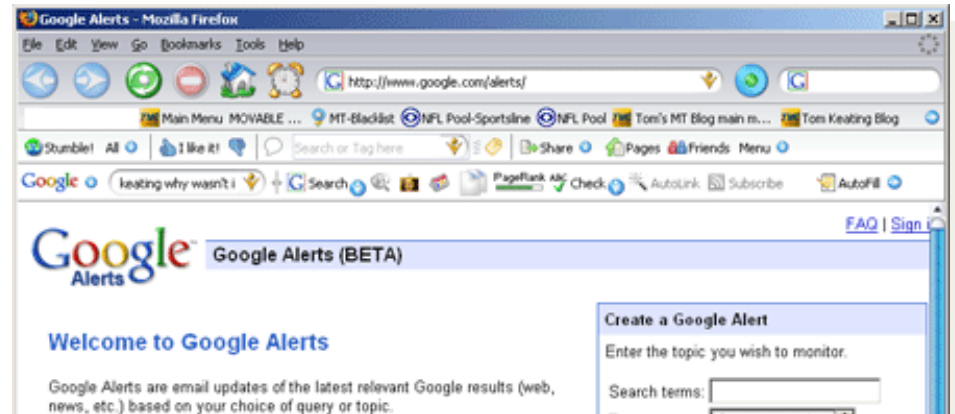 Google Alerts - Mozilla Firefox
File Edit View Go Bookmarks Tools Help
G http://www.google.com/alerts/ G
Main Menu MOVABLE ... MT-Blacklist NFL Pool-Sportsline NFL Pool Tom's MT Blog main m... Tom Keating Blog
Stumble! All I like it! Search or Tag here Share Pages Friends Menu
Google keating why wasn't i G Search PageRank ABC Check AutoLink Subscribe AutoFill
FAQ | Sign i
Google Alerts Google Alerts (BETA)
Create a Google Alert
Welcome to Google Alerts
Enter the topic you wish to monitor.
Google Alerts are email updates of the latest relevant Google results (web,
news, etc.) based on your choice of query or topic.
Search terms: